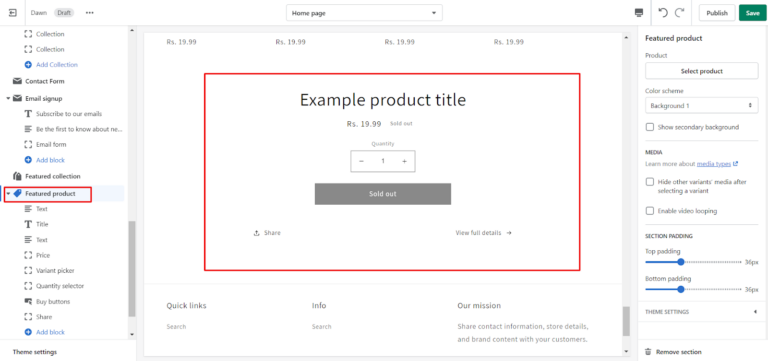 Dawn Draft ••• Home page Publish Save
Collection
Collection
Add Collection
Contact Form
Email signup
Subscribe to our emails
Be the first to know about ne...
Email form
Add block
Featured collection
Featured product
Text
Title
Text
Price
Variant picker
Quantity selector
Buy buttons
Share
Add block
Theme settings
Rs. 19.99 Rs. 19.99 Rs. 19.99 Rs. 19.99
Example product title
Rs. 19.99 Sold out
Quantity
− 1 +
Sold out
Share View full details →
Quick links Info Our mission
Search Search Share contact information, store details,
and brand content with your customers.
Featured product
Product
Select product
Color scheme
Background 1
Show secondary background
MEDIA
Learn more about media types
Hide other variants' media after
selecting a variant
Enable video looping
SECTION PADDING
Top padding
36px
Bottom padding
36px
THEME SETTINGS
Remove section